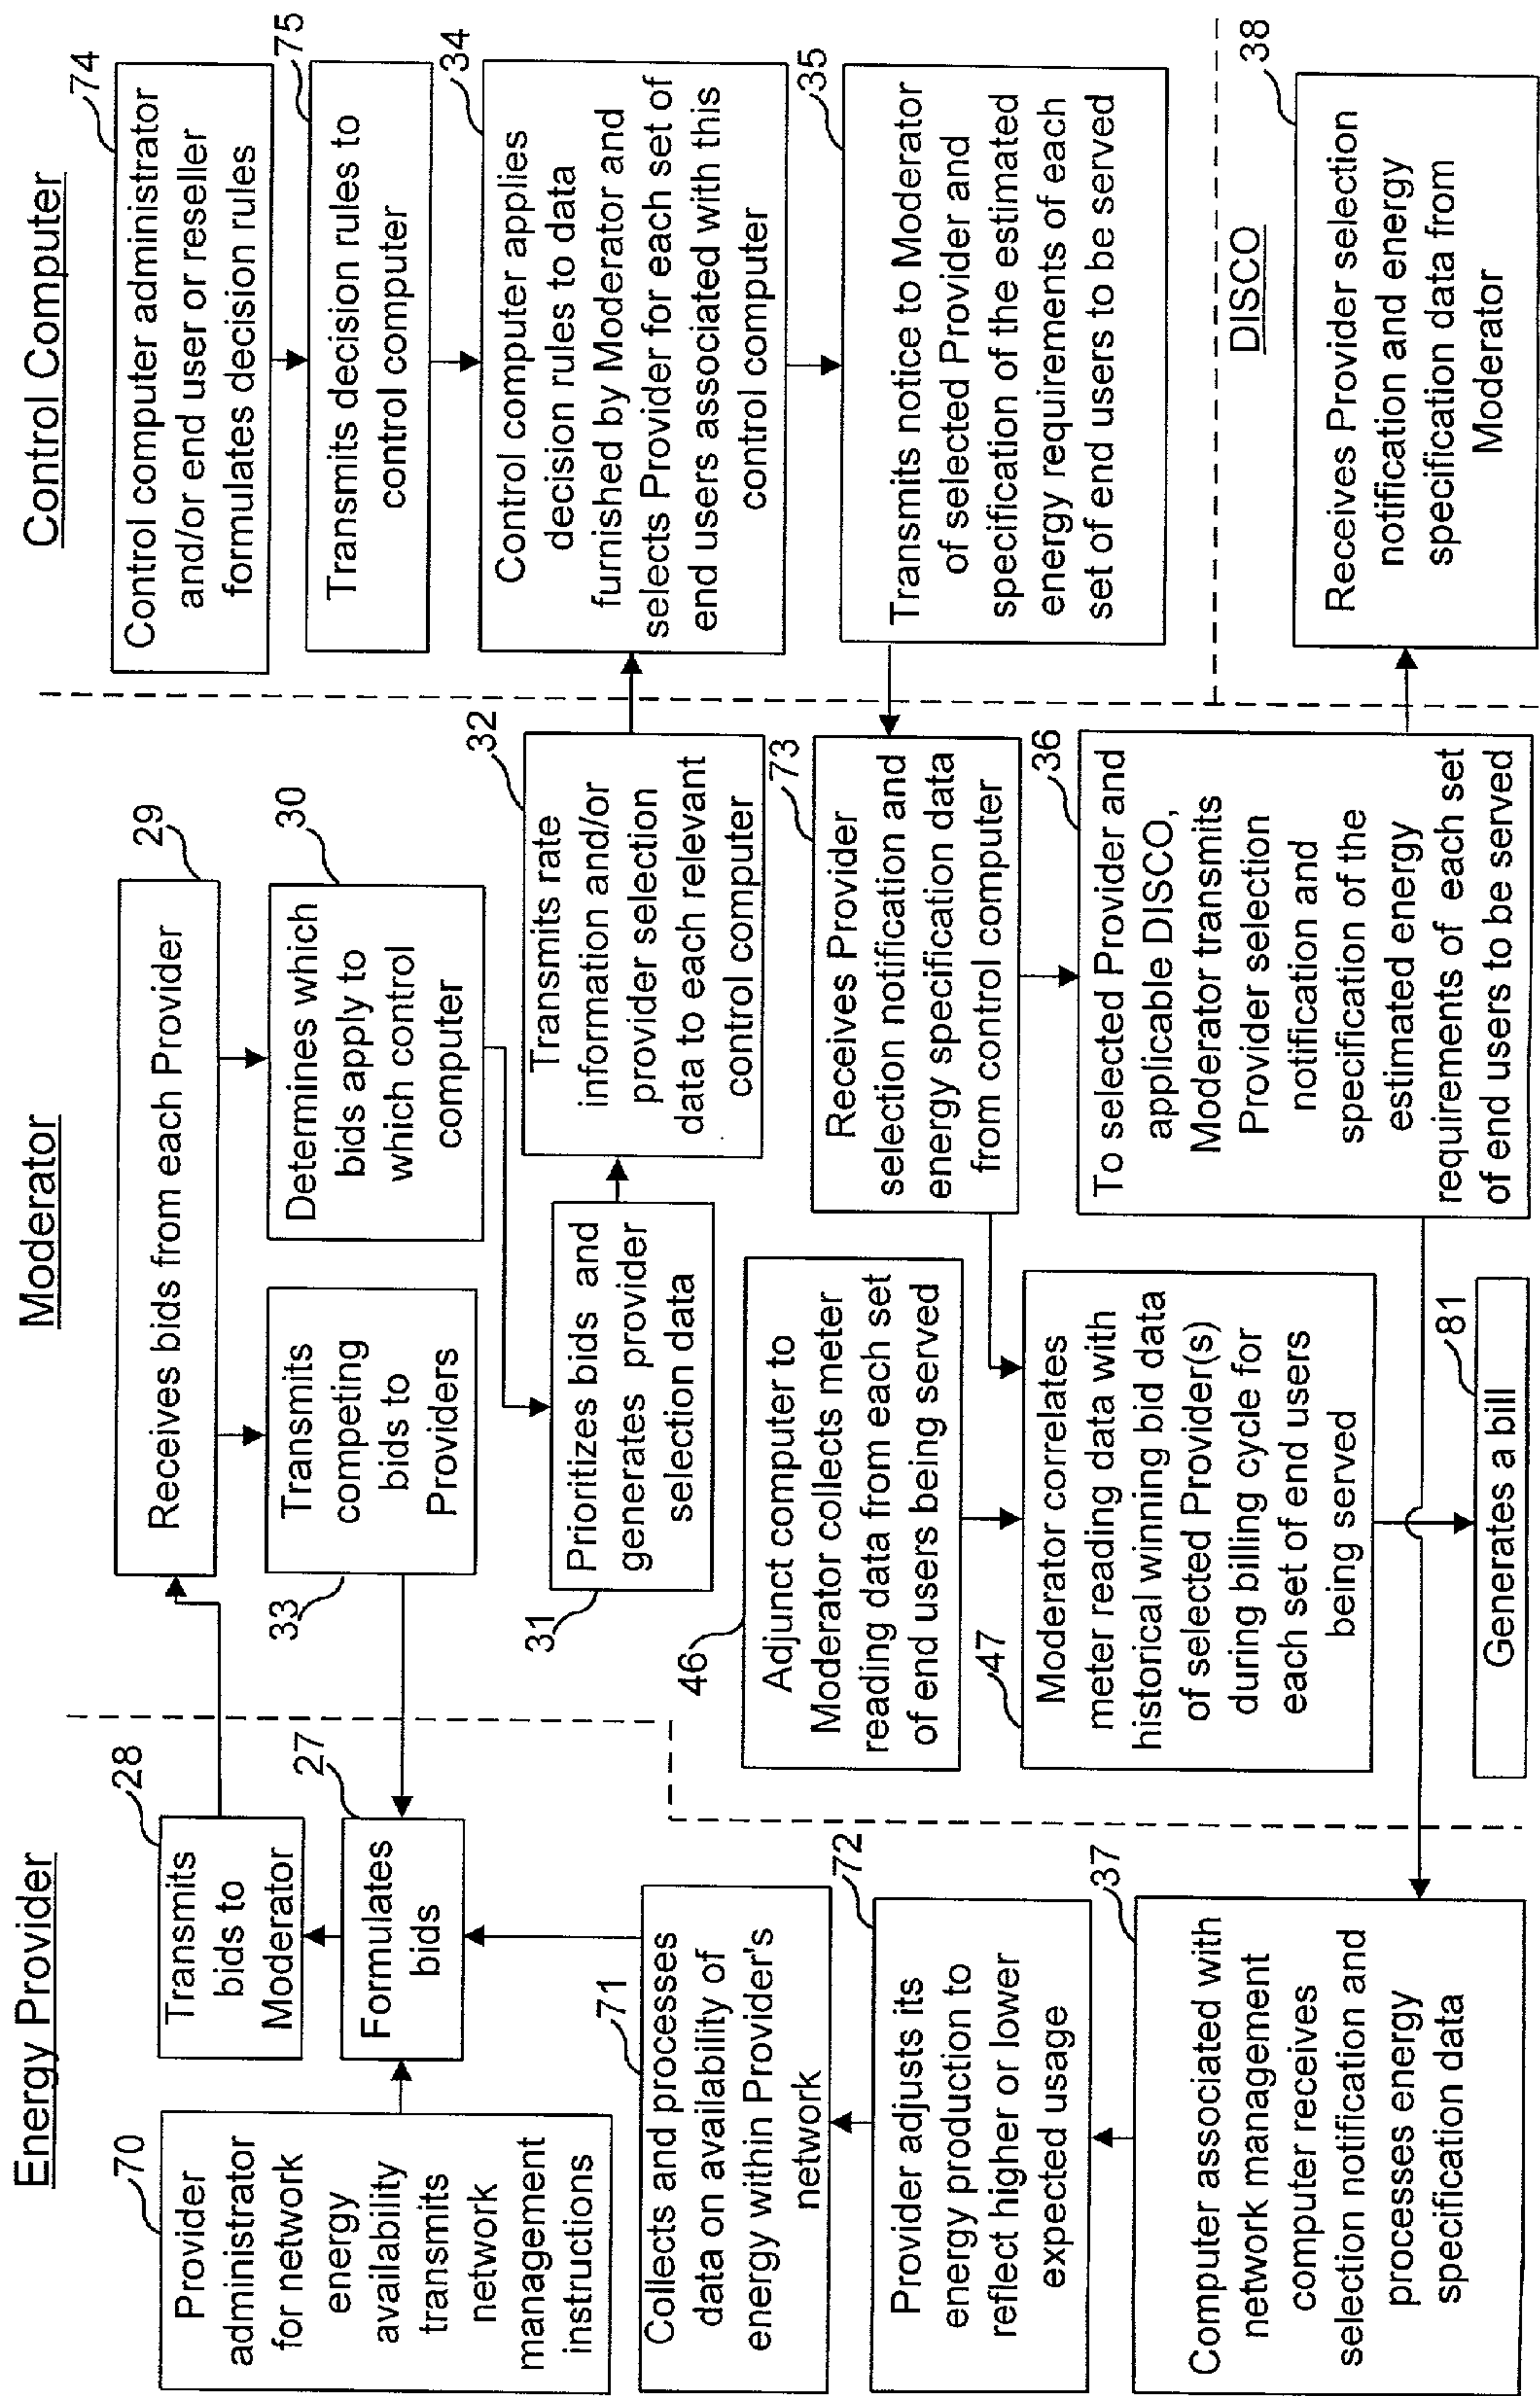 Energy Provider
70
Provider
administrator
for network
energy
availability
transmits
network
management
instructions
28
Transmits
bids to
Moderator
27
Formulates
bids
71
Collects and processes
data on availability of
energy within Provider's
network
72
Provider adjusts its
energy production to
reflect higher or lower
expected usage
37
Computer associated with
network management
computer receives
selection notification and
processes energy
specification data
Moderator
29
Receives bids from each Provider
33
Transmits
competing
bids to
Providers
30
Determines which
bids apply to
which control
computer
31
Prioritizes bids and
generates provider
selection data
32
Transmits rate
information and/or
provider selection
data to each relevant
control computer
46
Adjunct computer to
Moderator collects meter
reading data from each set
of end users being served
73
Receives Provider
selection notification and
energy specification data
from control computer
47
Moderator correlates
meter reading data with
historical winning bid data
of selected Provider(s)
during billing cycle for
each set of end users
being served
36
To selected Provider and
applicable DISCO,
Moderator transmits
Provider selection
notification and
specification of the
estimated energy
requirements of each set
of end users to be served
81
Generates a bill
Control Computer
74
Control computer administrator
and/or end user or reseller
formulates decision rules
75
Transmits decision rules to
control computer
34
Control computer applies
decision rules to data
furnished by Moderator and
selects Provider for each set of
end users associated with this
control computer
35
Transmits notice to Moderator
of selected Provider and
specification of the estimated
energy requirements of each
set of end users to be served
DISCO
38
Receives Provider selection
notification and energy
specification data from
Moderator